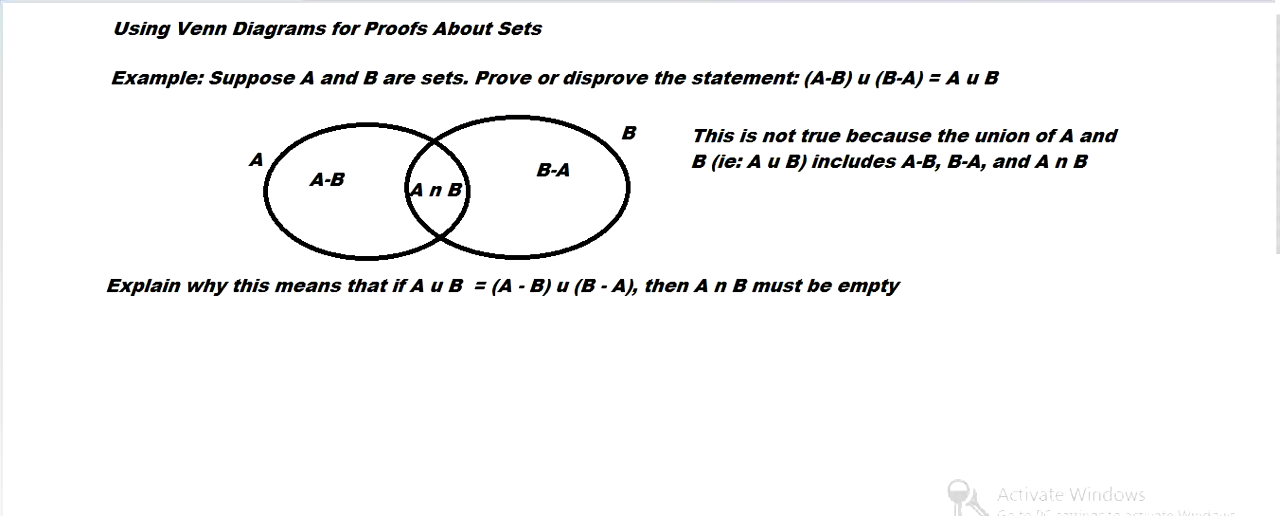 Using Venn Diagrams for Proofs About Sets
Example: Suppose A and B are sets. Prove or disprove the statement: (A-B) u (B-A) = A u B
B
This is not true because the union of A and
A
B (ie: A u B) includes A-B, B-A, and A n B
A-B
A n B
B-A
Explain why this means that if A u B = (A - B) u (B - A), then A n B must be empty
Activate Windows